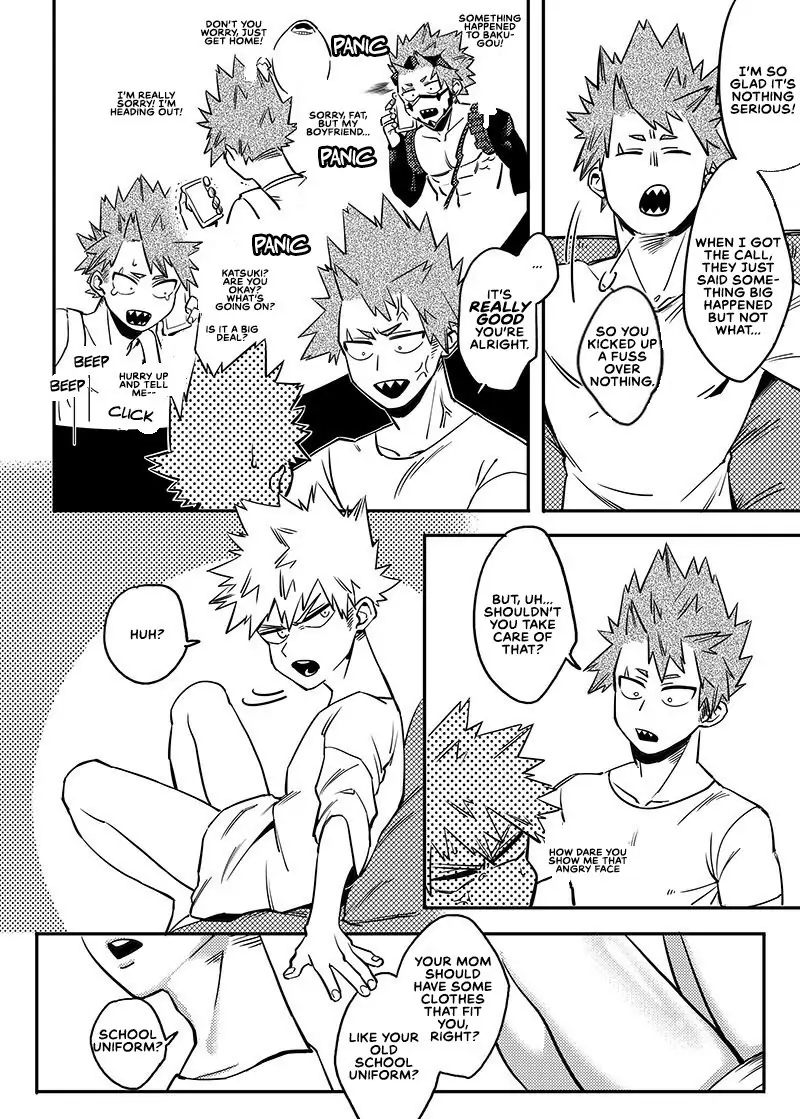 I'M SO
GLAD IT'S
NOTHING
SERIOUS!
WHEN I GOT
THE CALL,
THEY JUST
SAID SOME-
THING BIG
HAPPENED
BUT NOT
WHAT...
SO YOU
KICKED UP
A FUSS
OVER
NOTHING.
SOMETHING
HAPPENED
TO BAKU-
GOU?
PANIC
DON'T YOU
WORRY, JUST
GET HOME!
SORRY, FAT,
BUT MY
BOYFRIEND...
PANIC
I'M REALLY
SORRY! I'M
HEADING OUT!
PANIC
KATSUKI?
ARE YOU
OKAY?
WHAT'S
GOING ON?
IS IT A BIG
DEAL?
BEEP
BEEP
HURRY UP
AND TELL
ME--
CLICK
...
IT'S
REALLY
GOOD
YOU'RE
ALRIGHT.
BUT, UH...
SHOULDN'T
YOU TAKE
CARE OF
THAT?
HOW DARE YOU
SHOW ME THAT
ANGRY FACE
HUH?
YOUR MOM
SHOULD
HAVE SOME
CLOTHES
THAT FIT
YOU,
RIGHT?
LIKE YOUR
OLD
SCHOOL
UNIFORM?
SCHOOL
UNIFORM?